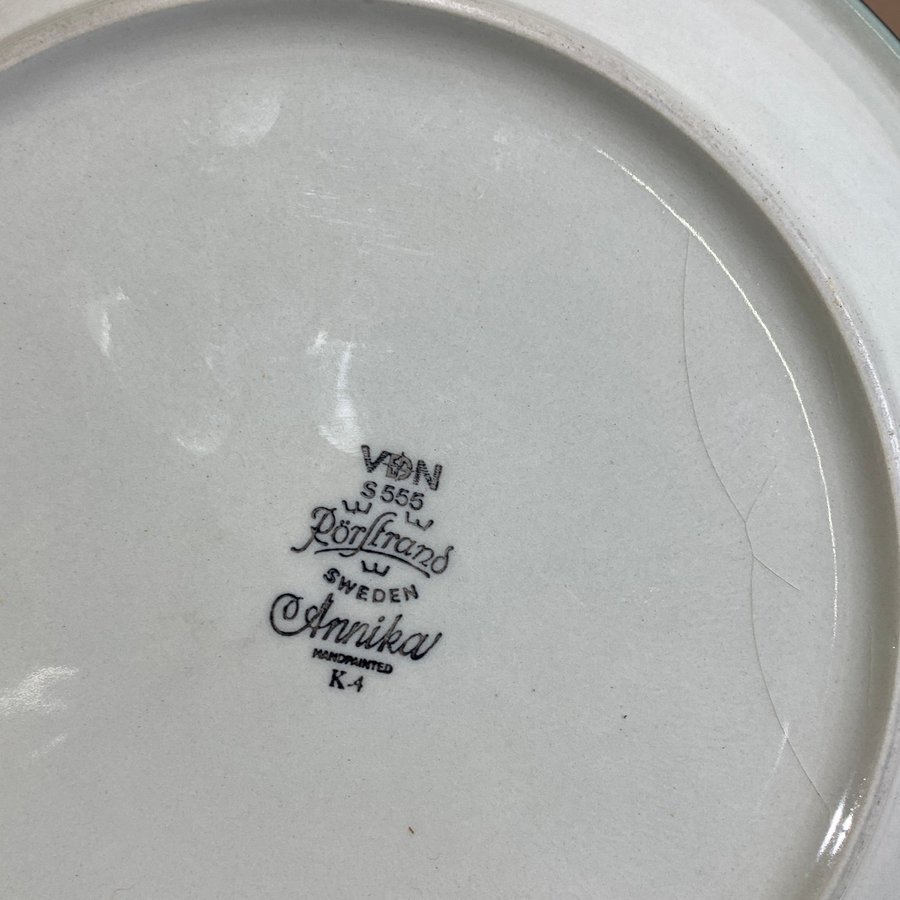 VDN
S 555
Rörstrand
SWEDEN
Annika
HANDPAINTED
K-4